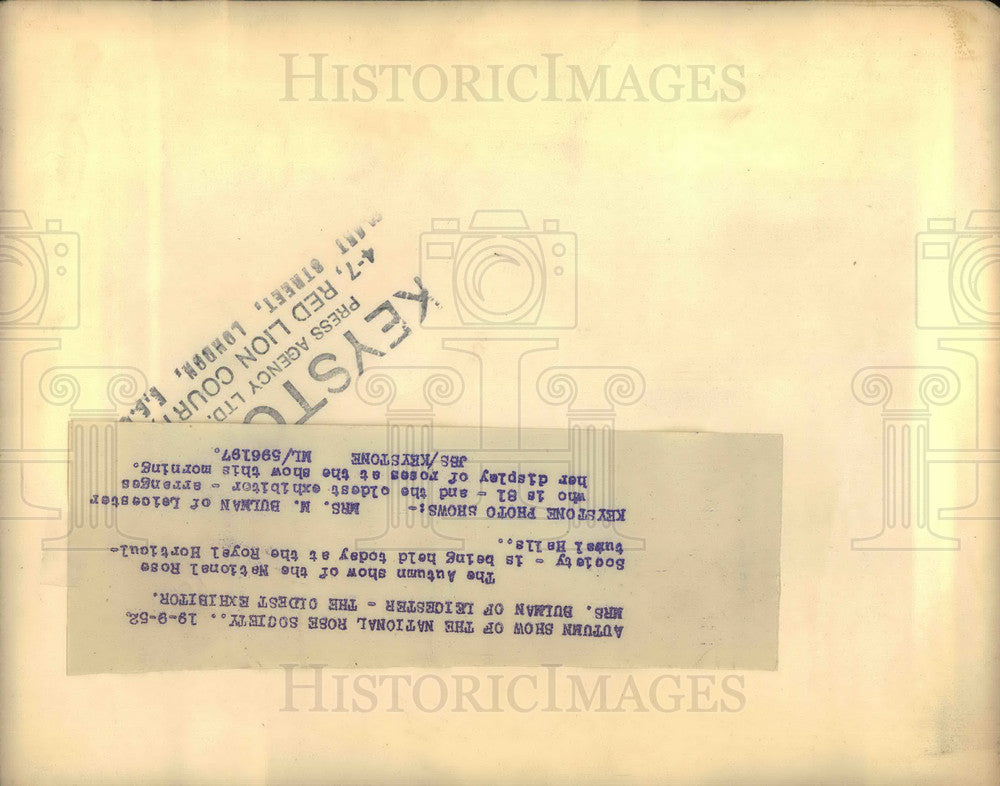 AUTUMN SHOW OF THE NATIONAL ROSE SOCIETY.. 19-9-52
MRS. BULMAN OF LEICESTER - THE OLDEST EXHIBITOR.
The Autumn show of the National Rose
Society - is being held today at the Royal Horticul-
tural Halls..
KEYSTONE PHOTO SHOWS:- MRS. M. BULMAN of Leicester
who is 81 - and the oldest exhibitor - arranges
her display of roses at the show this morning.
JBS/KEYSTONE ML/596197.
KEYSTO
PRESS AGENCY LTD.
4-7, RED LION COURT
STREET, LONDON, E.C.
HISTORICIMAGES
HISTORICIMAGES